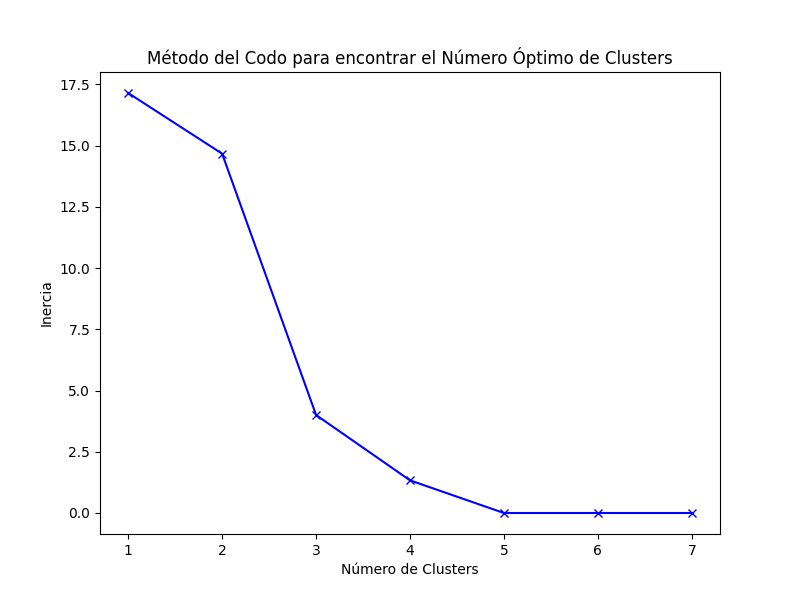 Método del Codo para encontrar el Número Óptimo de Clusters
17.5
15.0
12.5
10.0
7.5
5.0
2.5
0.0
Inercia
1 2 3 4 5 6 7
Número de Clusters